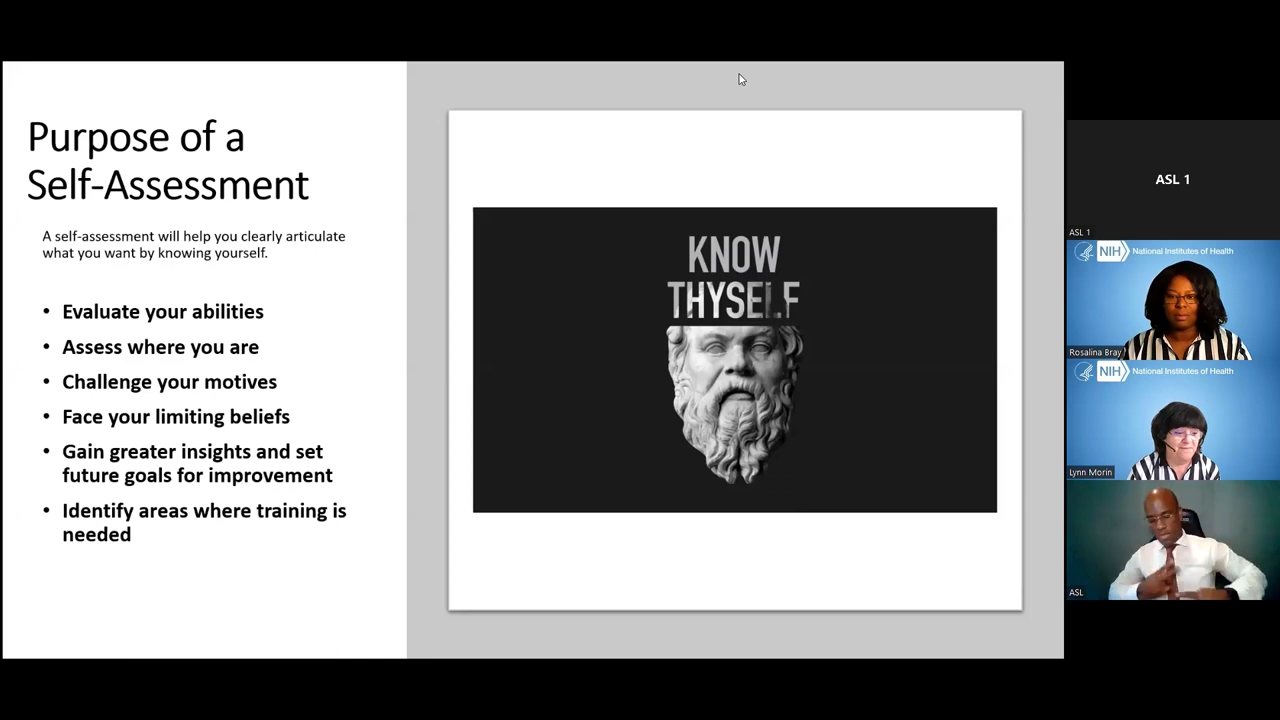 Purpose of a
Self-Assessment
A self-assessment will help you clearly articulate
what you want by knowing yourself.
• Evaluate your abilities
• Assess where you are
• Challenge your motives
• Face your limiting beliefs
• Gain greater insights and set
future goals for improvement
• Identify areas where training is
needed
KNOW
THYSELF
ASL 1
ASL 1
NIH National Institutes of Health
Rosalina Bray
NIH National Institutes of Health
Lynn Morin
ASL